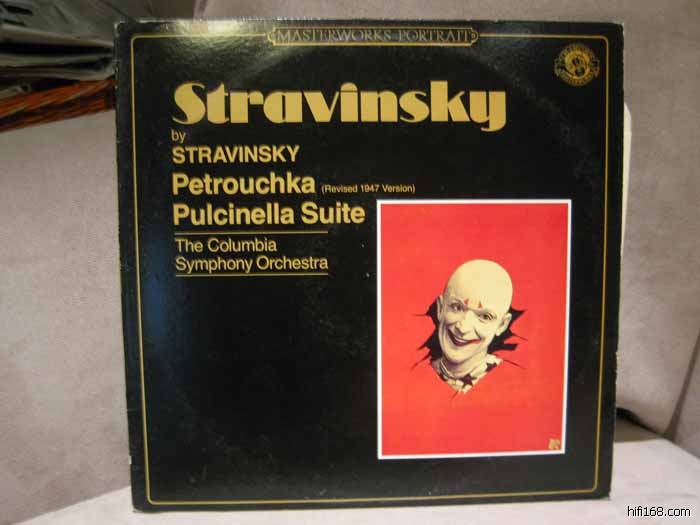 MASTERWORKS PORTRAIT
Stravinsky
by
STRAVINSKY
Petrouchka (Revised 1947 Version)
Pulcinella Suite
The Columbia
Symphony Orchestra
hifi168.com